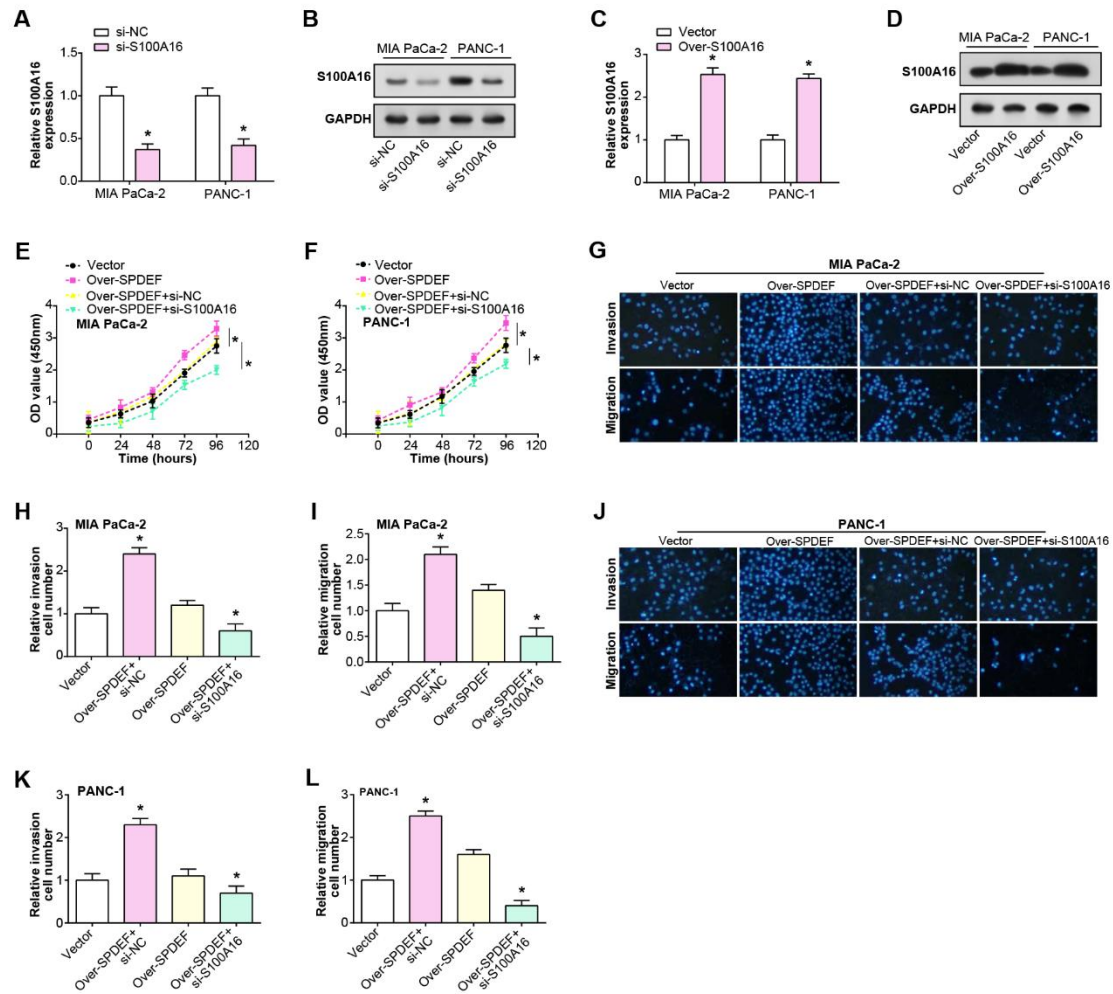 A
si-NC
si-S100A16
Relative S100A16
expression
1.5
1.0
0.5
0.0
*
*
MIA PaCa-2
PANC-1
B
MIA PaCa-2
PANC-1
S100A16
GAPDH
si-NC
si-S100A16
si-NC
si-S100A16
C
Vector
Over-S100A16
Relative S100A16
expression
3
2
1
0
*
*
MIA PaCa-2
PANC-1
D
MIA PaCa-2
PANC-1
S100A16
GAPDH
Vector
Over-S100A16
Vector
Over-S100A16
E
Vector
Over-SPDEF
Over-SPDEF+si-NC
Over-SPDEF+si-S100A16
MIA PaCa-2
OD value (450nm)
4
3
2
1
0
*
*
0 24 48 72 96 120
Time (hours)
F
Vector
Over-SPDEF
Over-SPDEF+si-NC
Over-SPDEF+si-S100A16
PANC-1
OD value (450nm)
4
3
2
1
0
*
*
0 24 48 72 96 120
Time (hours)
G
MIA PaCa-2
Vector
Over-SPDEF
Over-SPDEF+si-NC
Over-SPDEF+si-S100A16
Invasion
Migration
H
MIA PaCa-2
Relative invasion
cell number
3
2
1
0
*
*
Vector
Over-SPDEF+
si-NC
Over-SPDEF
Over-SPDEF+
si-S100A16
I
MIA PaCa-2
Relative migration
cell number
2.5
2.0
1.5
1.0
0.5
0.0
*
*
Vector
Over-SPDEF+
si-NC
Over-SPDEF
Over-SPDEF+
si-S100A16
J
PANC-1
Vector
Over-SPDEF
Over-SPDEF+si-NC
Over-SPDEF+si-S100A16
Invasion
Migration
K
PANC-1
Relative invasion
cell number
3
2
1
0
*
*
Vector
Over-SPDEF+
si-NC
Over-SPDEF
Over-SPDEF+
si-S100A16
L
PANC-1
Relative migration
cell number
3
2
1
0
*
*
Vector
Over-SPDEF+
si-NC
Over-SPDEF
Over-SPDEF+
si-S100A16